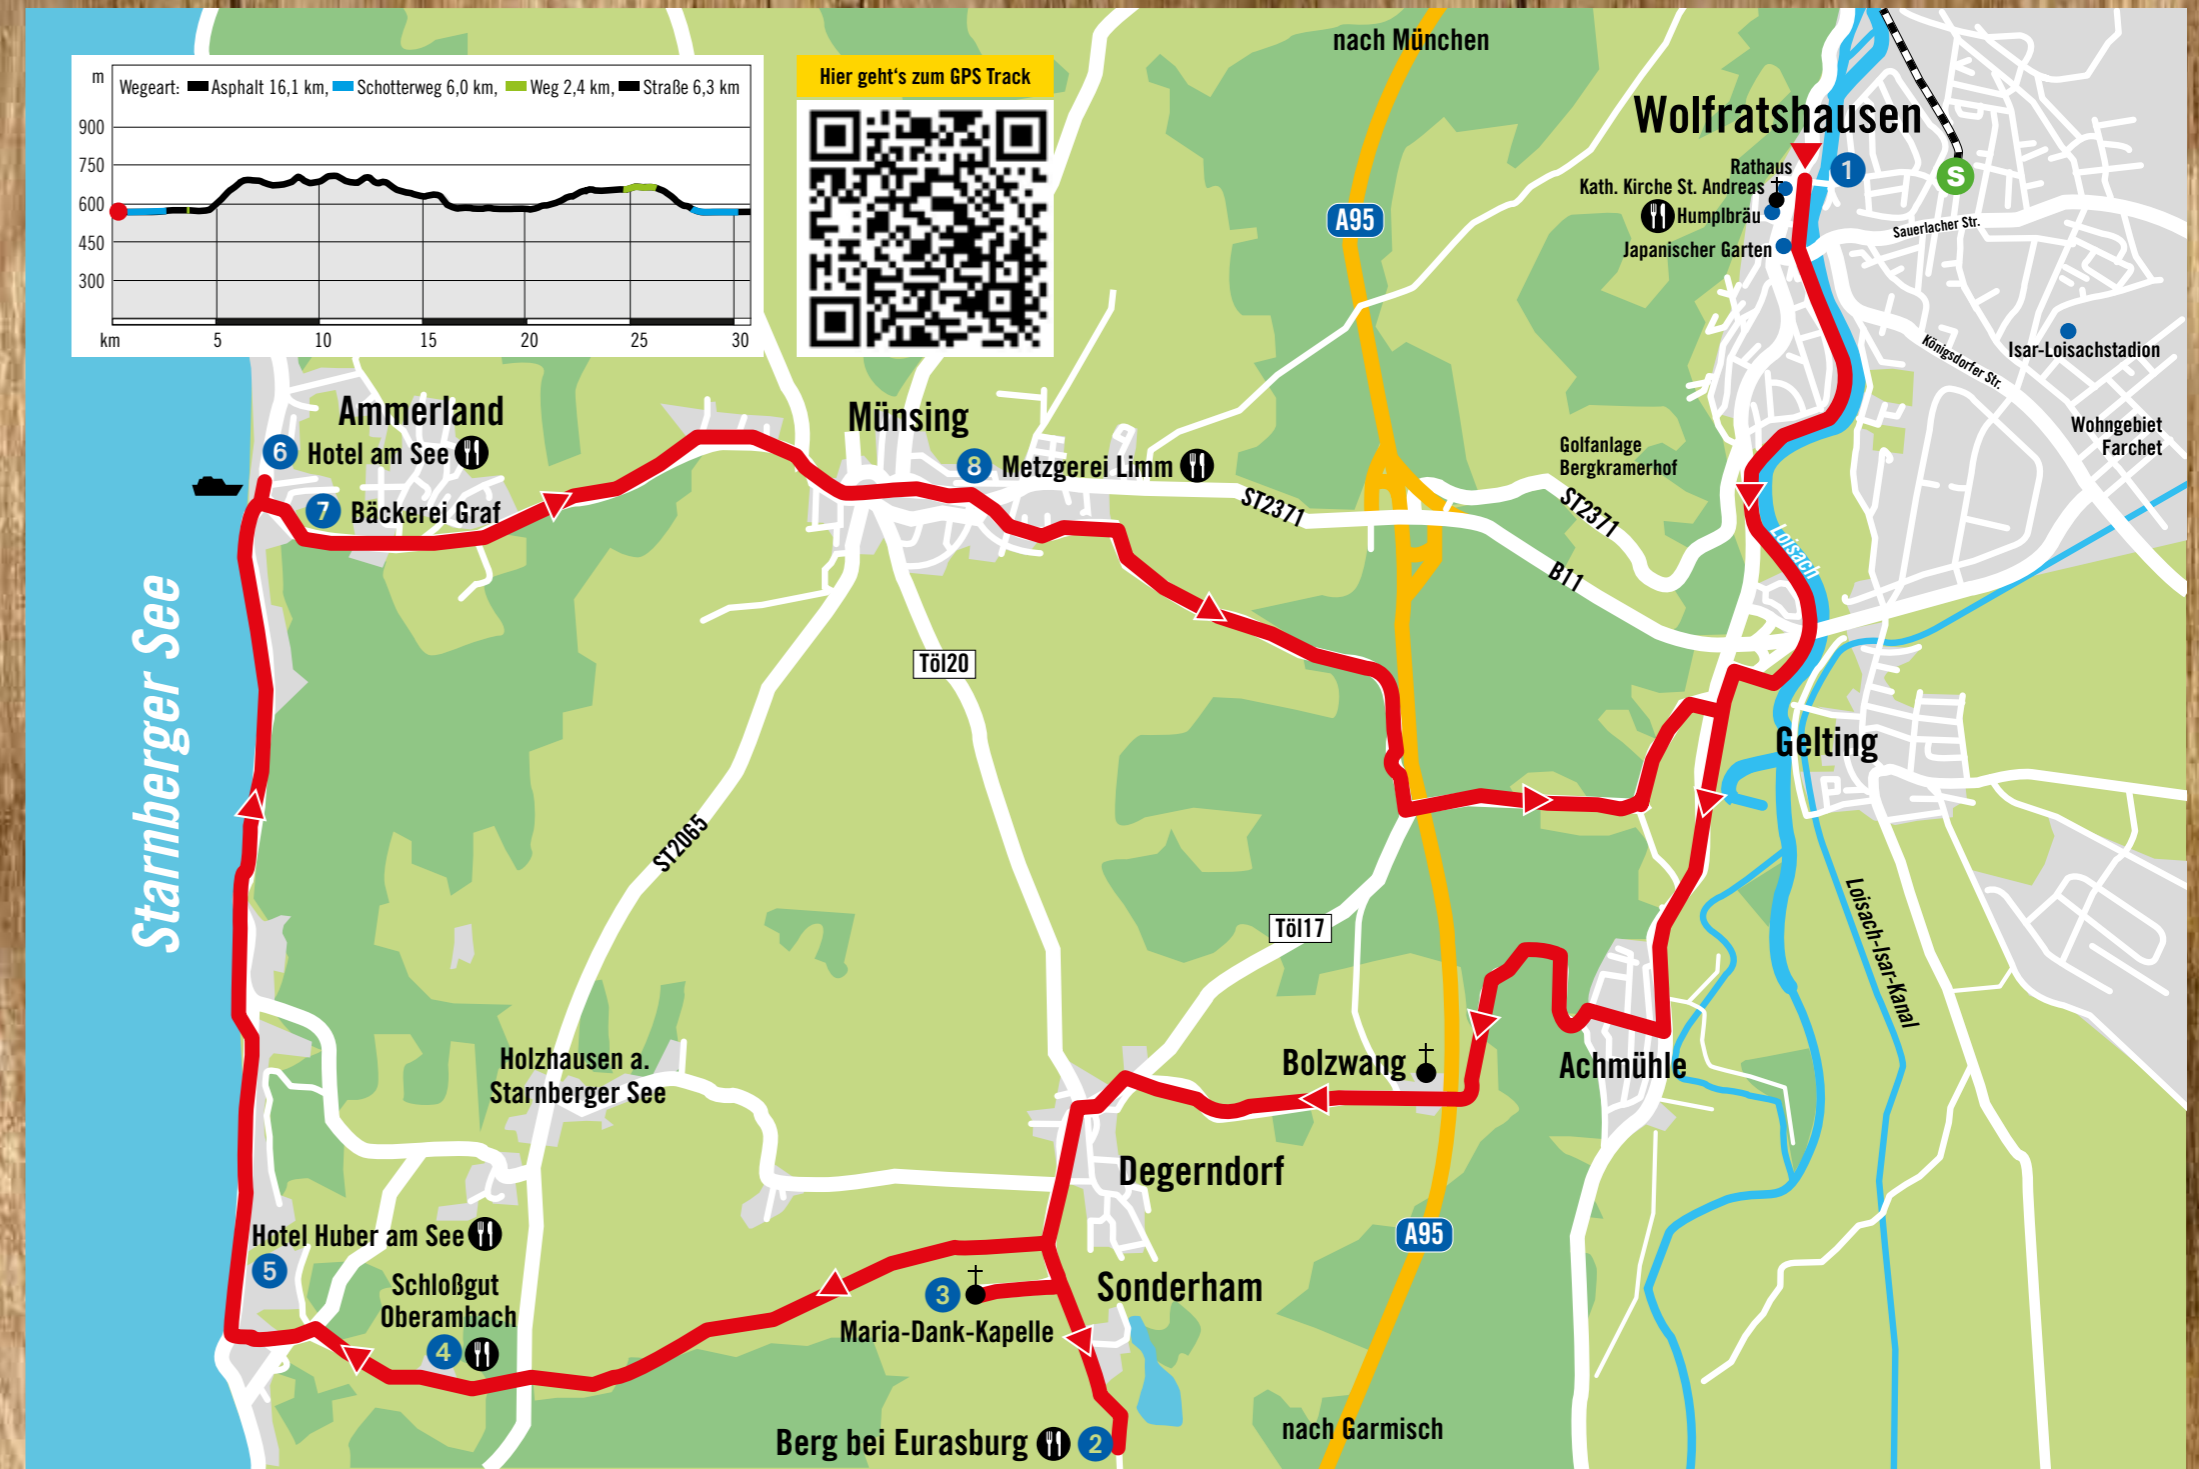 m
Wegeart: Asphalt 16,1 km, Schotterweg 6,0 km, Weg 2,4 km, Straße 6,3 km
900
750
600
450
300
km 5 10 15 20 25 30
Hier geht's zum GPS Track
nach München
A95
Wolfratshausen
1
S
Rathaus
Kath. Kirche St. Andreas
Humplbräu
Japanischer Garten
Sauerlacher Str.
Königsdorfer Str.
Isar-Loisachstadion
Wohngebiet
Farchet
Golfanlage
Bergkramerhof
Ammerland
6 Hotel am See
7 Bäckerei Graf
Münsing
8 Metzgerei Limm
ST2371
ST2371
B11
Loisach
Starnberger See
Töl20
Gelting
ST2065
Töl17
Loisach-Isar-Kanal
Holzhausen a.
Starnberger See
Bolzwang
Achmühle
Degerndorf
A95
Hotel Huber am See
5
Schloßgut
Oberambach
4
3
Maria-Dank-Kapelle
Sonderham
Berg bei Eurasburg 2
nach Garmisch